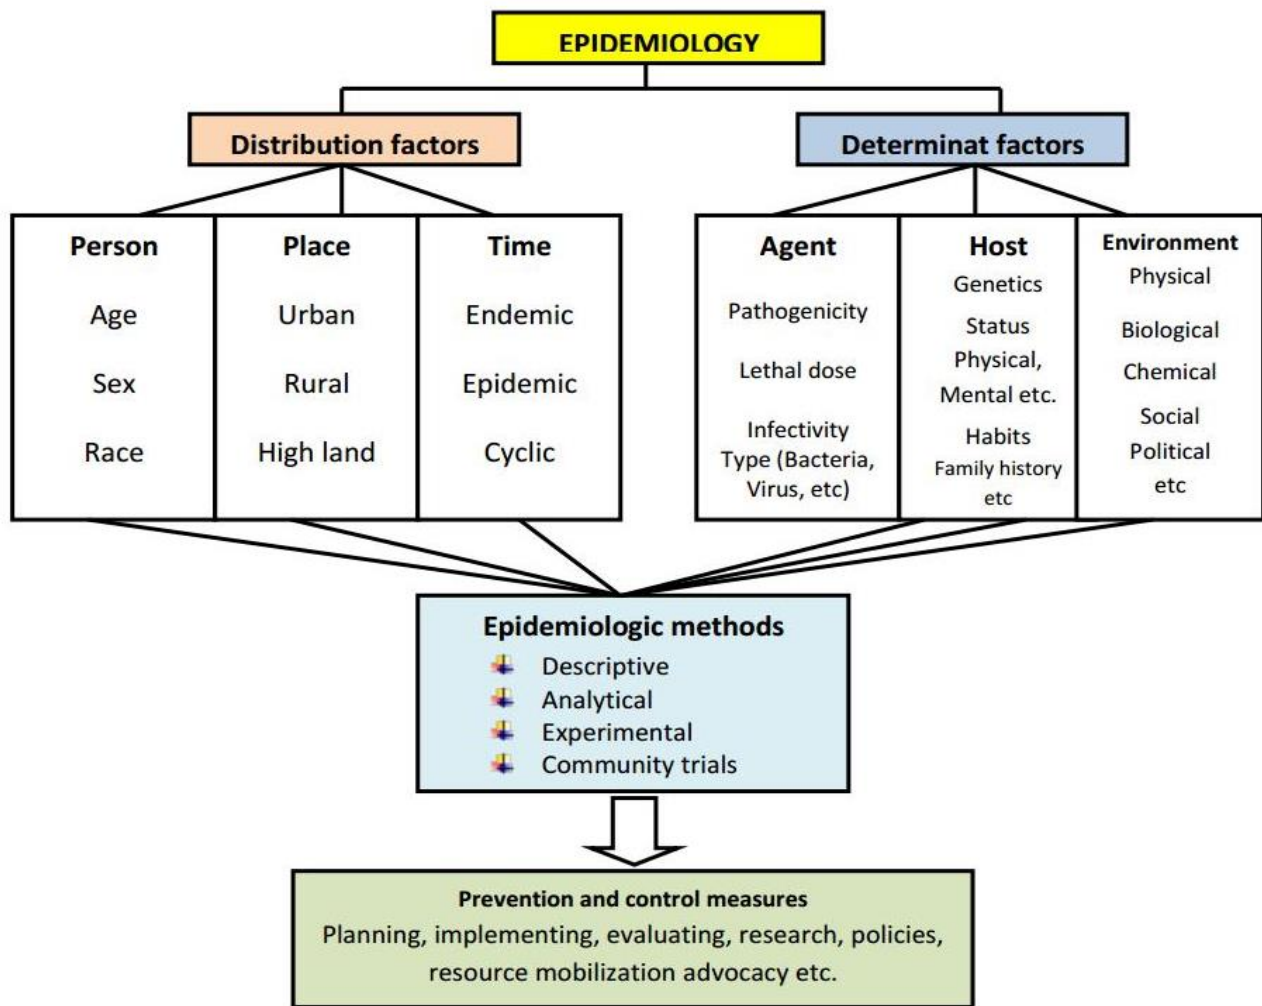 EPIDEMIOLOGY
Distribution factors
Determinat factors
Person
Age
Sex
Race
Place
Urban
Rural
High land
Time
Endemic
Epidemic
Cyclic
Agent
Pathogenicity
Lethal dose
Infectivity
Type (Bacteria,
Virus, etc)
Host
Genetics
Status
Physical,
Mental etc.
Habits
Family history
etc
Environment
Physical
Biological
Chemical
Social
Political
etc
Epidemiologic methods
Descriptive
Analytical
Experimental
Community trials
Prevention and control measures
Planning, implementing, evaluating, research, policies,
resource mobilization advocacy etc.